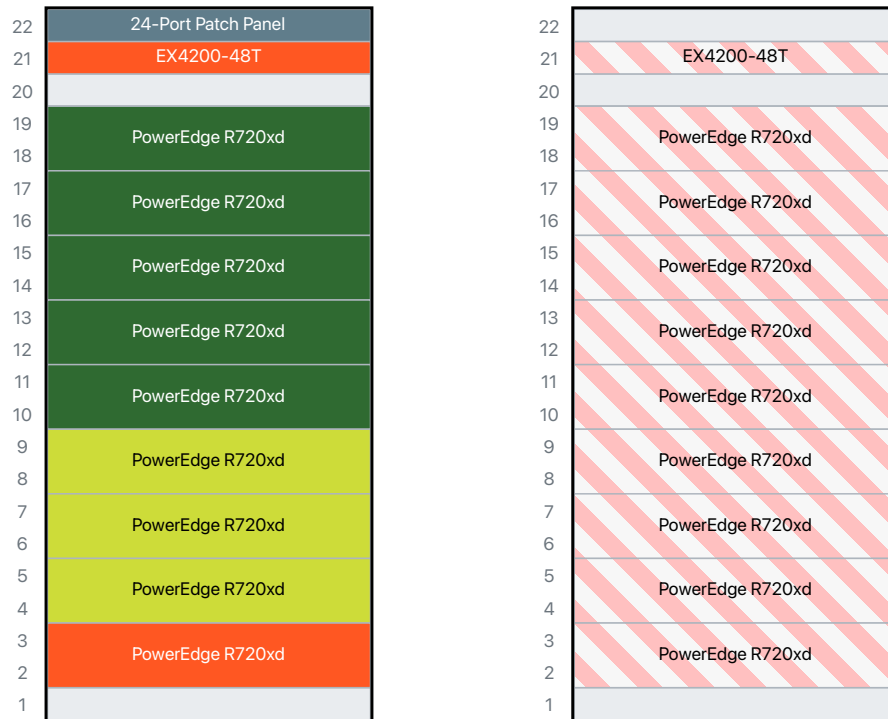 22 24-Port Patch Panel 22
21 EX4200-48T 21 EX4200-48T
20 20
19 19
PowerEdge R720xd PowerEdge R720xd
18 18
17 17
PowerEdge R720xd PowerEdge R720xd
16 16
15 15
PowerEdge R720xd PowerEdge R720xd
14 14
13 13
PowerEdge R720xd PowerEdge R720xd
12 12
11 11
PowerEdge R720xd PowerEdge R720xd
10 10
9 9
PowerEdge R720xd PowerEdge R720xd
8 8
7 7
PowerEdge R720xd PowerEdge R720xd
6 6
5 5
PowerEdge R720xd PowerEdge R720xd
4 4
3 3
PowerEdge R720xd PowerEdge R720xd
2 2
1 1